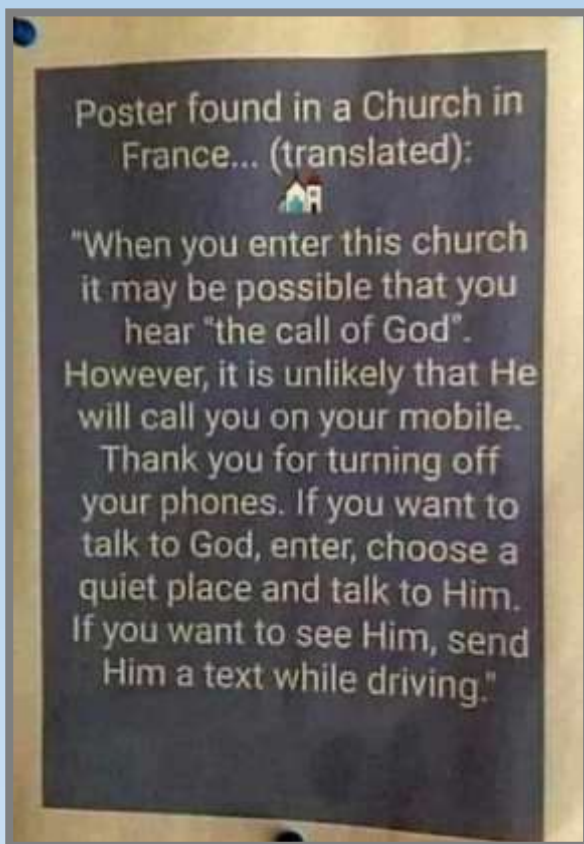 Poster found in a Church in
France... (translated):
"When you enter this church
it may be possible that you
hear "the call of God".
However, it is unlikely that He
will call you on your mobile.
Thank you for turning off
your phones. If you want to
talk to God, enter, choose a
quiet place and talk to Him.
If you want to see Him, send
Him a text while driving."